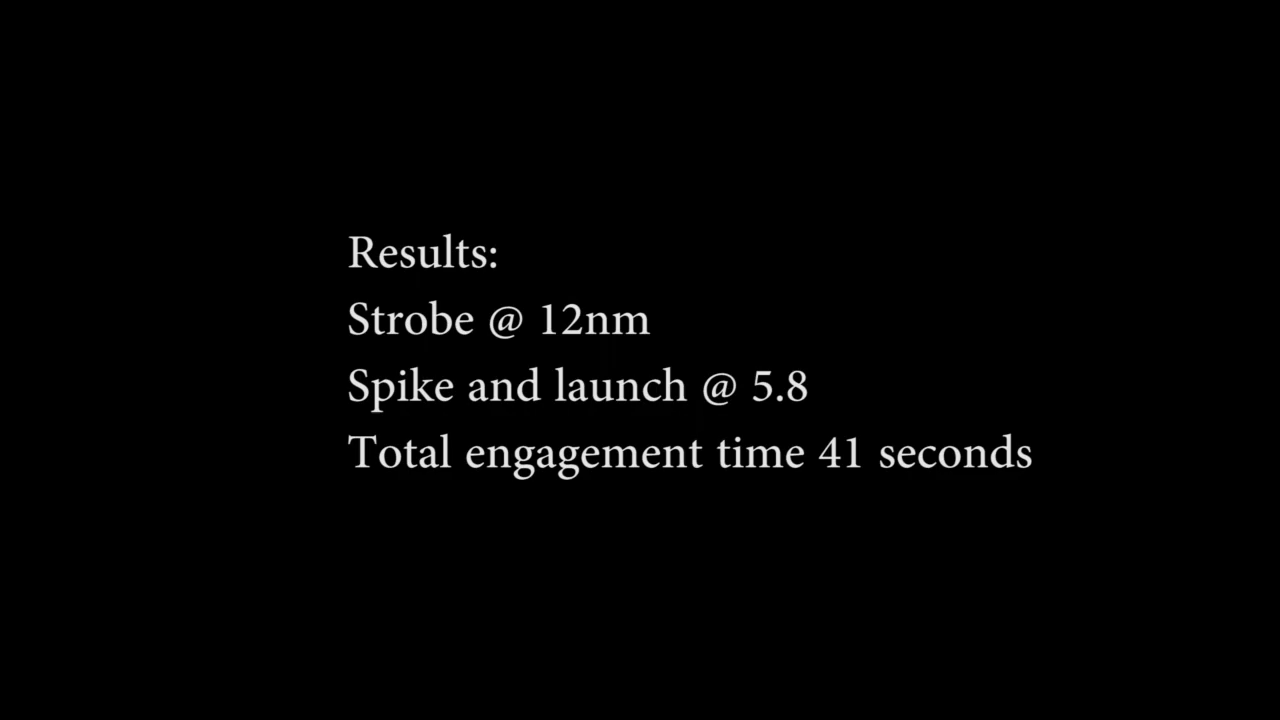 Results:
Strobe @ 12nm
Spike and launch @ 5.8
Total engagement time 41 seconds